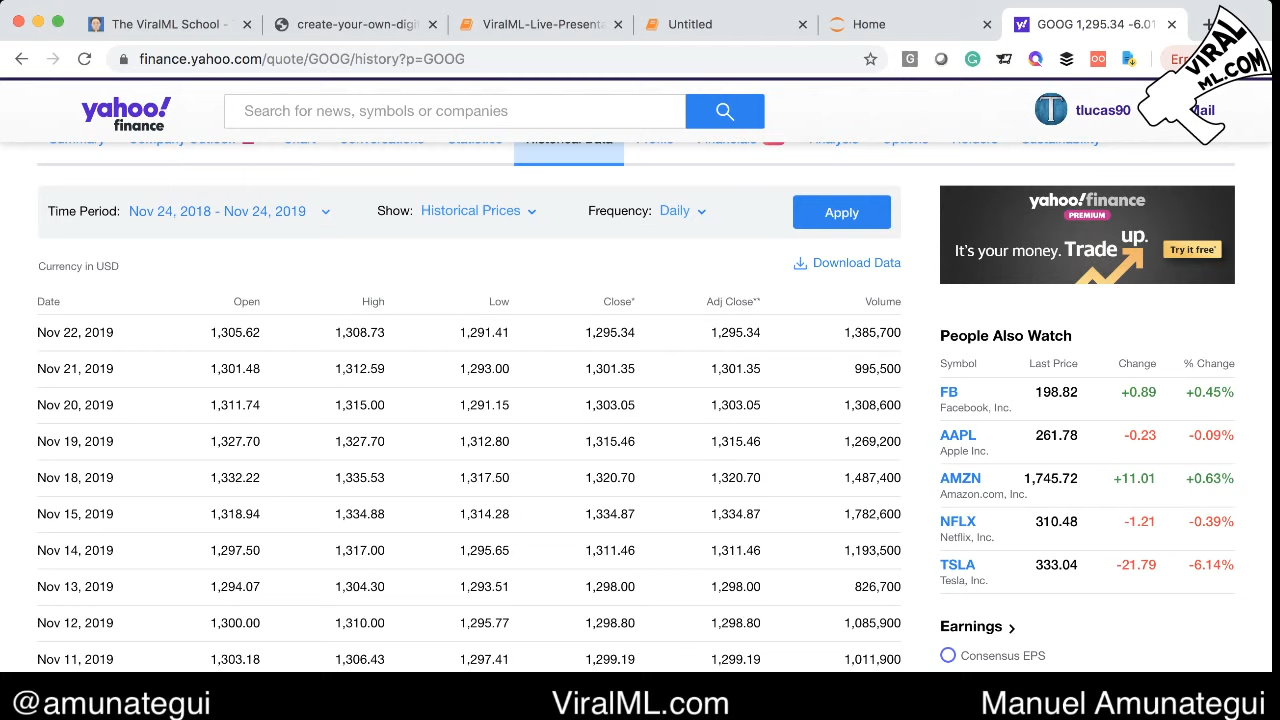 The ViralML School -
create-your-own-digi
ViralML-Live-Presenta
Untitled
Home
GOOG 1,295.34 -6.01
finance.yahoo.com/quote/GOOG/history?p=GOOG
VIRAL
ML.COM
yahoo!
finance
Search for news, symbols or companies
tlucas90
Mail
Summary Company Outlook Chart Conversations Statistics Historical Data Profile Financials Analysis Options Holders Sustainability
Time Period: Nov 24, 2018 - Nov 24, 2019 Show: Historical Prices Frequency: Daily Apply
Currency in USD Download Data
Date Open High Low Close* Adj Close** Volume
Nov 22, 2019 1,305.62 1,308.73 1,291.41 1,295.34 1,295.34 1,385,700
Nov 21, 2019 1,301.48 1,312.59 1,293.00 1,301.35 1,301.35 995,500
Nov 20, 2019 1,311.74 1,315.00 1,291.15 1,303.05 1,303.05 1,308,600
Nov 19, 2019 1,327.70 1,327.70 1,312.80 1,315.46 1,315.46 1,269,200
Nov 18, 2019 1,332.22 1,335.53 1,317.50 1,320.70 1,320.70 1,487,400
Nov 15, 2019 1,318.94 1,334.88 1,314.28 1,334.87 1,334.87 1,782,600
Nov 14, 2019 1,297.50 1,317.00 1,295.65 1,311.46 1,311.46 1,193,500
Nov 13, 2019 1,294.07 1,304.30 1,293.51 1,298.00 1,298.00 826,700
Nov 12, 2019 1,300.00 1,310.00 1,295.77 1,298.80 1,298.80 1,085,900
Nov 11, 2019 1,303.18 1,306.43 1,297.41 1,299.19 1,299.19 1,011,900
yahoo!finance
PREMIUM
It's your money. Trade up.
Try it free*
People Also Watch
Symbol Last Price Change % Change
FB 198.82 +0.89 +0.45%
Facebook, Inc.
AAPL 261.78 -0.23 -0.09%
Apple Inc.
AMZN 1,745.72 +11.01 +0.63%
Amazon.com, Inc.
NFLX 310.48 -1.21 -0.39%
Netflix, Inc.
TSLA 333.04 -21.79 -6.14%
Tesla, Inc.
Earnings
Consensus EPS
@amunategui ViralML.com Manuel Amunategui